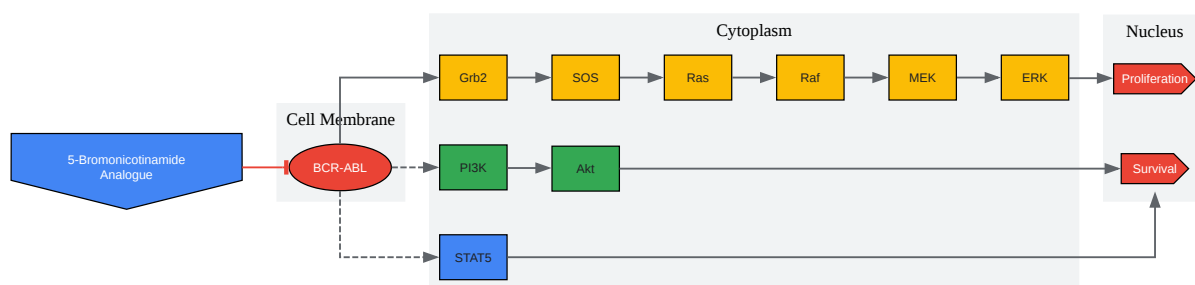 Cytoplasm
Nucleus
Cell Membrane
Grb2
SOS
Ras
Raf
MEK
ERK
Proliferation
5-Bromonicotinamide
Analogue
BCR-ABL
PI3K
Akt
Survival
STAT5